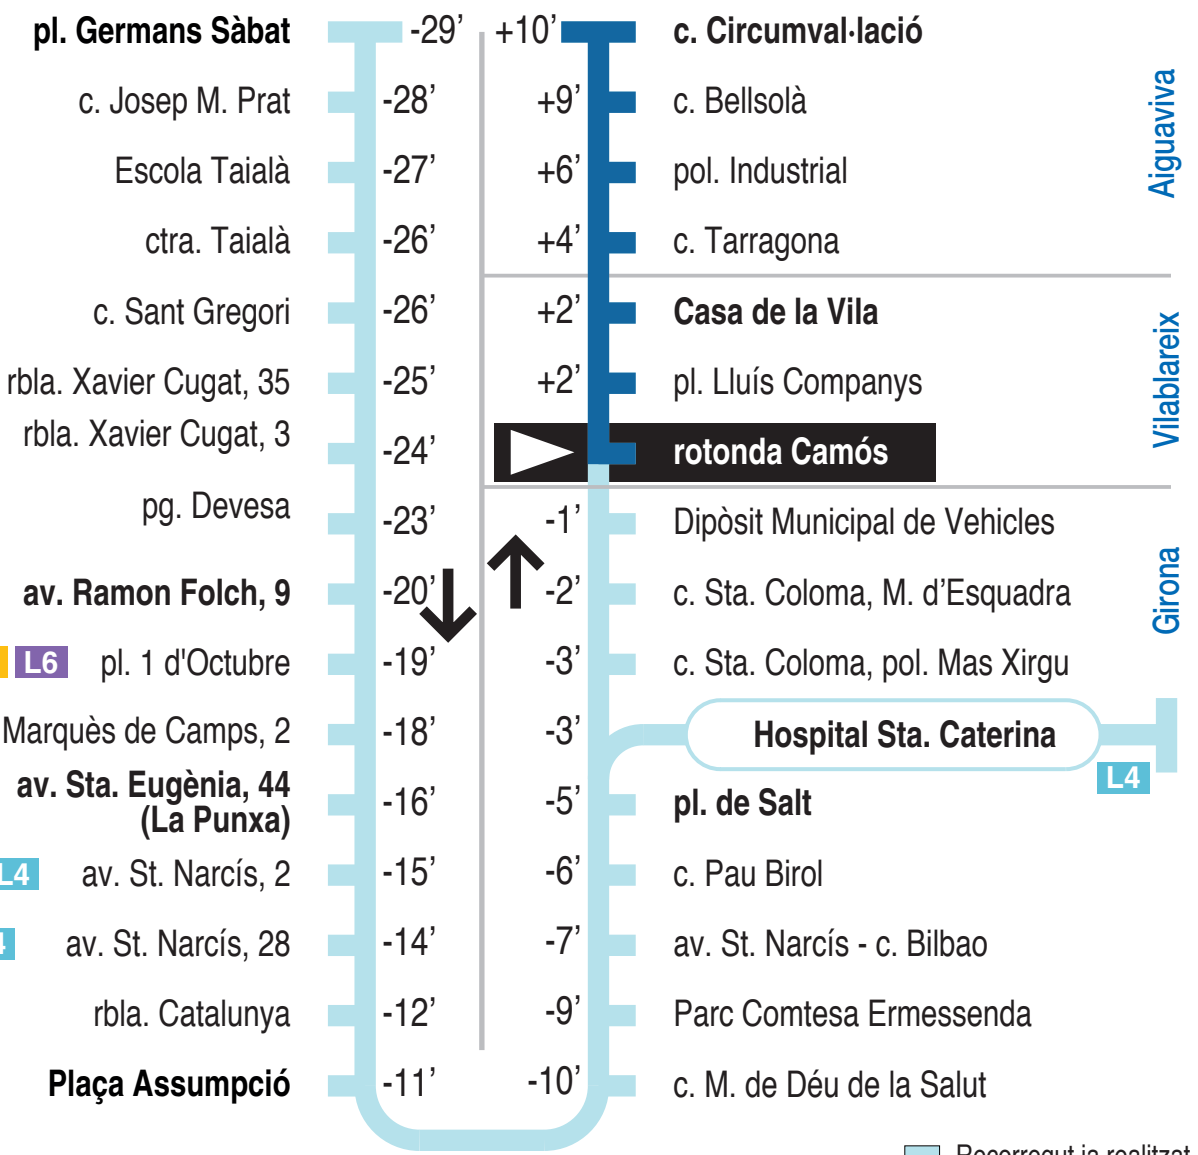 pl. Germans Sàbat -29’
c. Josep M. Prat -28’
Escola Taialà -27’
ctra. Taialà -26’
c. Sant Gregori -26’
rbla. Xavier Cugat, 35 -25’
rbla. Xavier Cugat, 3 -24’
pg. Devesa -23’
av. Ramon Folch, 9 -20’
L6 pl. 1 d'Octubre -19’
Marquès de Camps, 2 -18’
av. Sta. Eugènia, 44
(La Punxa) -16’
L4 av. St. Narcís, 2 -15’
av. St. Narcís, 28 -14’
rbla. Catalunya -12’
Plaça Assumpció -11’
+10’ c. Circumval·lació
+9’ c. Bellsolà
+6’ pol. Industrial
+4’ c. Tarragona
Aiguaviva
+2’ Casa de la Vila
+2’ pl. Lluís Companys
rotonda Camós
Vilablareix
-1’ Dipòsit Municipal de Vehicles
-2’ c. Sta. Coloma, M. d’Esquadra
-3’ c. Sta. Coloma, pol. Mas Xirgu
Girona
-3’ Hospital Sta. Caterina
L4
-5’ pl. de Salt
-6’ c. Pau Birol
-7’ av. St. Narcís - c. Bilbao
-9’ Parc Comtesa Ermessenda
-10’ c. M. de Déu de la Salut
Recorregut ja realitzat